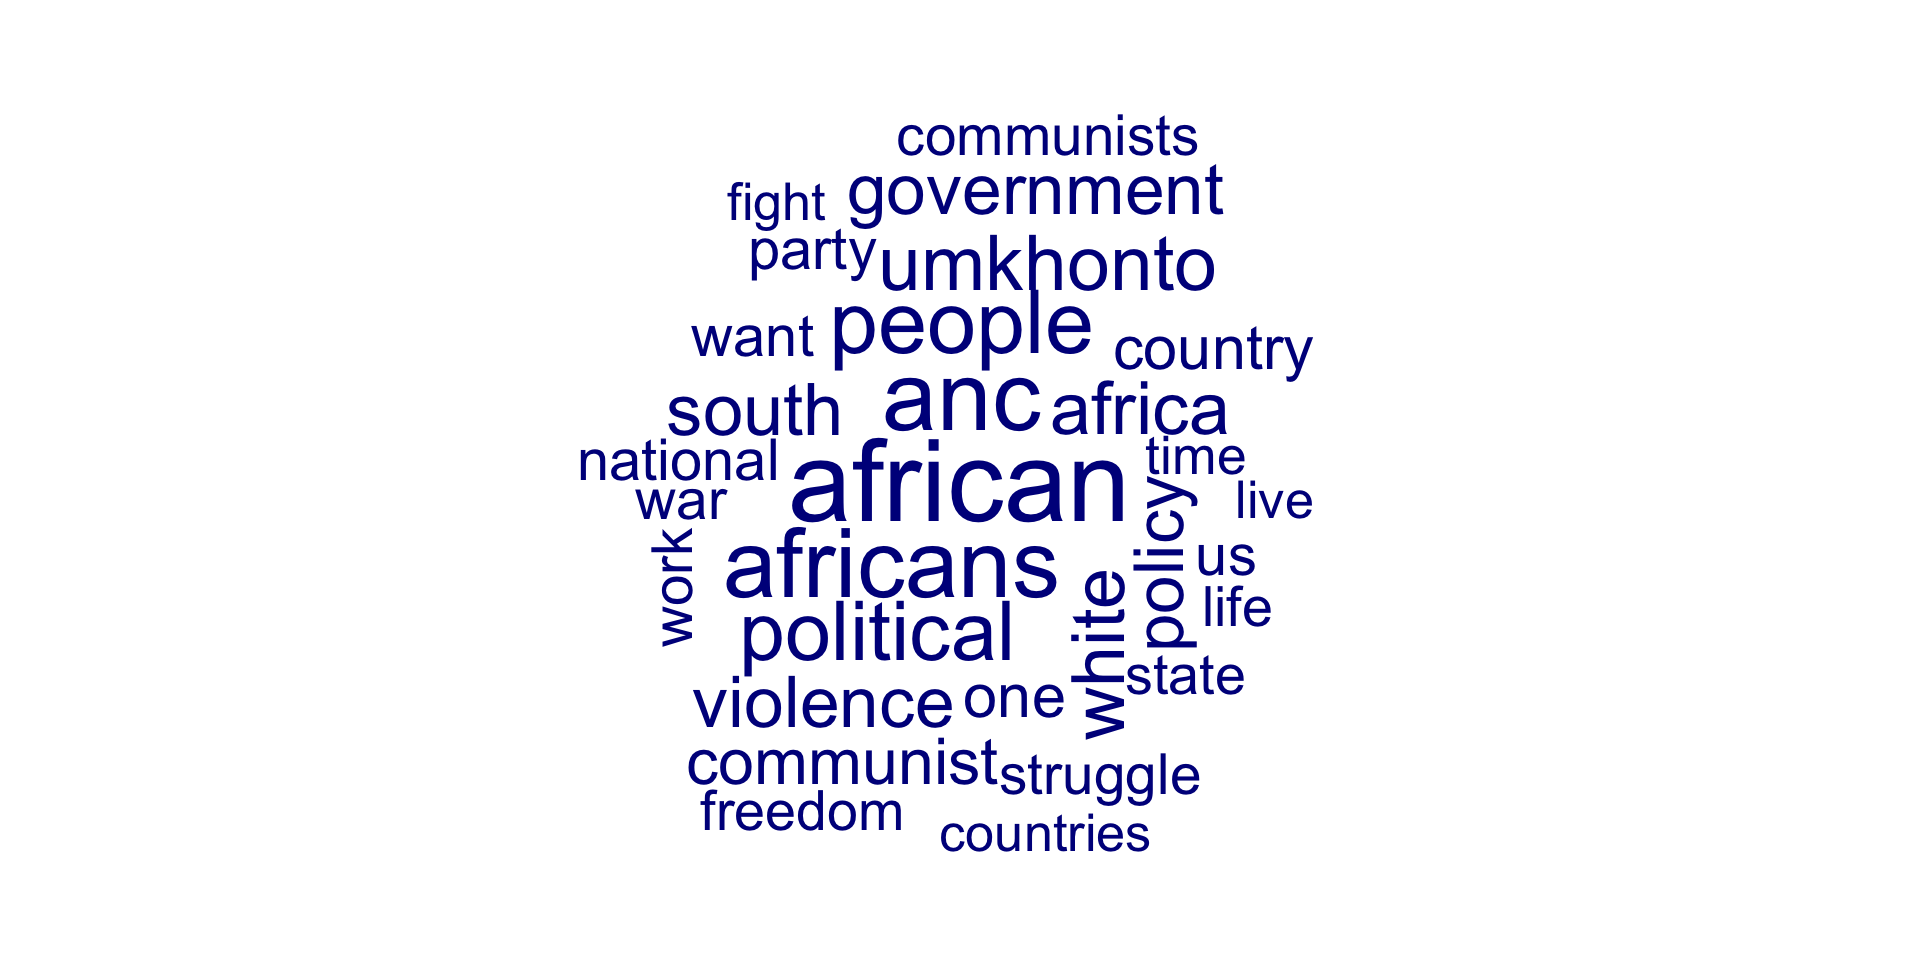 communists
fight government
party umkhonto
want people country
south anc africa
national african time
war live
work africans policy us
political white life
state
violence one
communist struggle
freedom countries